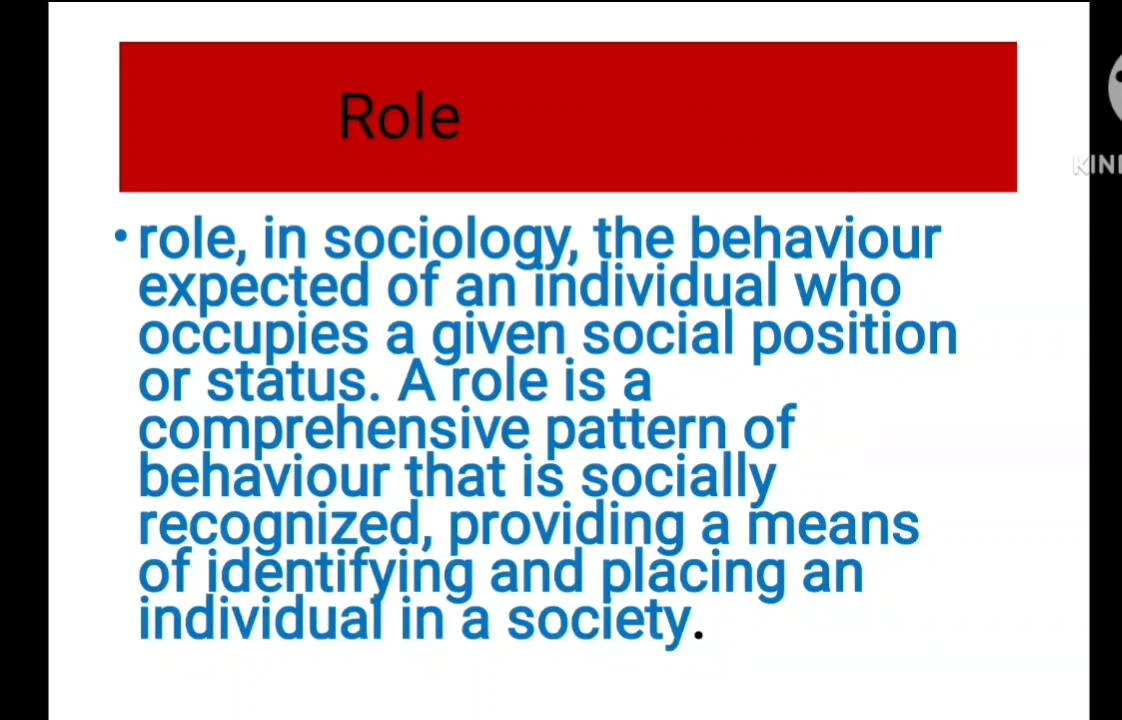 Role
• role, in sociology, the behaviour
expected of an individual who
occupies a given social position
or status. A role is a
comprehensive pattern of
behaviour that is socially
recognized, providing a means
of identifying and placing an
individual in a society.